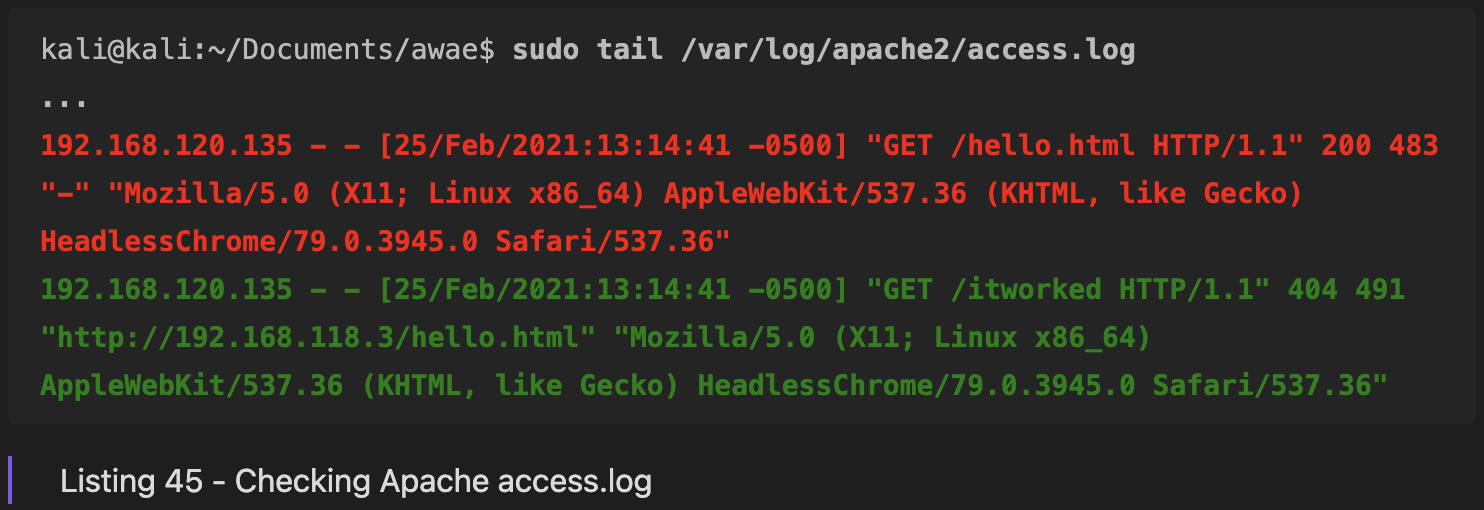 kali@kali:~/Documents/awae$ sudo tail /var/log/apache2/access.log
...
192.168.120.135 - - [25/Feb/2021:13:14:41 -0500] "GET /hello.html HTTP/1.1" 200 483
"-" "Mozilla/5.0 (X11; Linux x86_64) AppleWebKit/537.36 (KHTML, like Gecko)
HeadlessChrome/79.0.3945.0 Safari/537.36"
192.168.120.135 - - [25/Feb/2021:13:14:41 -0500] "GET /itworked HTTP/1.1" 404 491
"http://192.168.118.3/hello.html" "Mozilla/5.0 (X11; Linux x86_64)
AppleWebKit/537.36 (KHTML, like Gecko) HeadlessChrome/79.0.3945.0 Safari/537.36"
Listing 45 - Checking Apache access.log